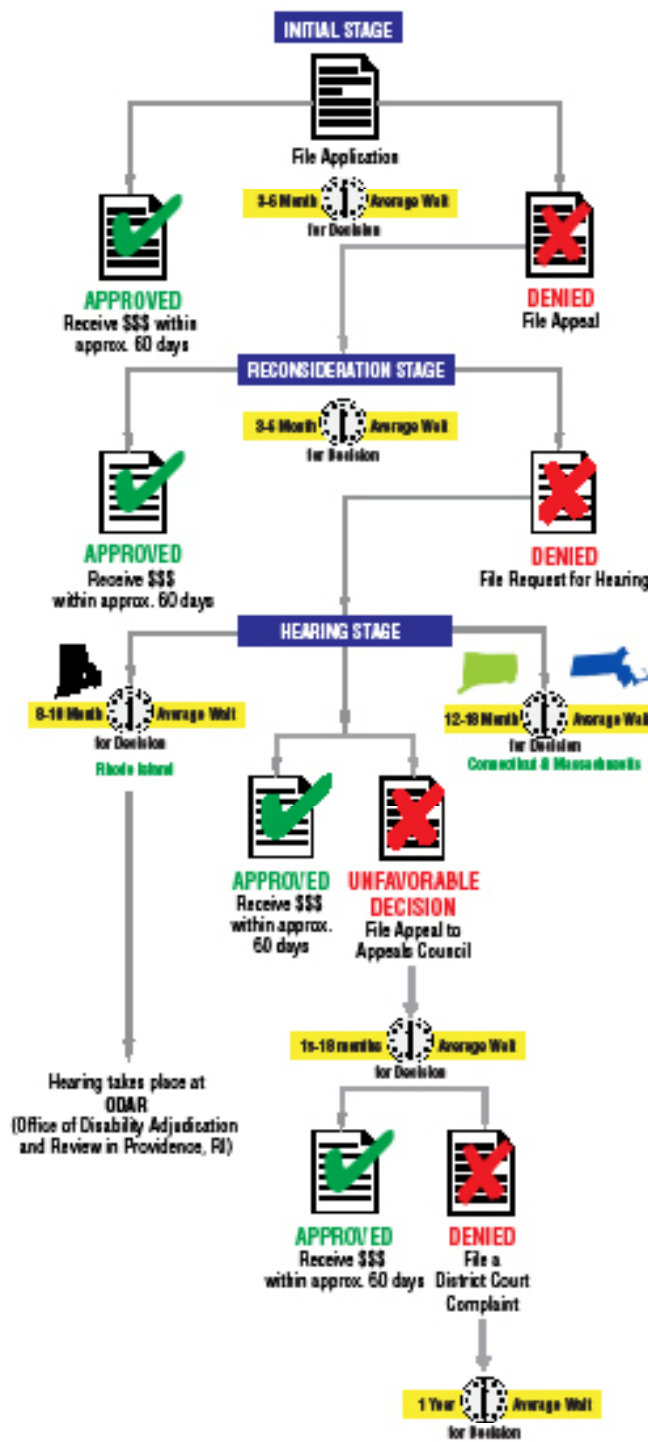 INITIAL STAGE
File Application
3-6 Month Average Wait
for Decision
APPROVED
Receive $$$ within
approx. 60 days
DENIED
File Appeal
RECONSIDERATION STAGE
Average Wait
for Decision
APPROVED
Receive $$$
within approx. 60 days
DENIED
File Request for Hearing
HEARING STAGE
Month Average Wait
for Decision
Rhode Island
12-18 Month Average Wait
for Decision
Connecticut & Massachusetts
APPROVED
Receive $$$
within approx.
60 days
UNFAVORABLE
DECISION
File Appeal to
Appeals Council
months Average Wait
for Decision
Hearing takes place at
ODAR
(Office of Disability Adjudication
and Review in Providence, RI)
APPROVED
Receive $$$
within approx. 60 days
DENIED
File a
District Court
Complaint
1 Year Average Wait
for Decision